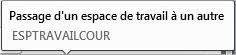 Passage d'un espace de travail à un autre
ESPTRAVAILCOUR